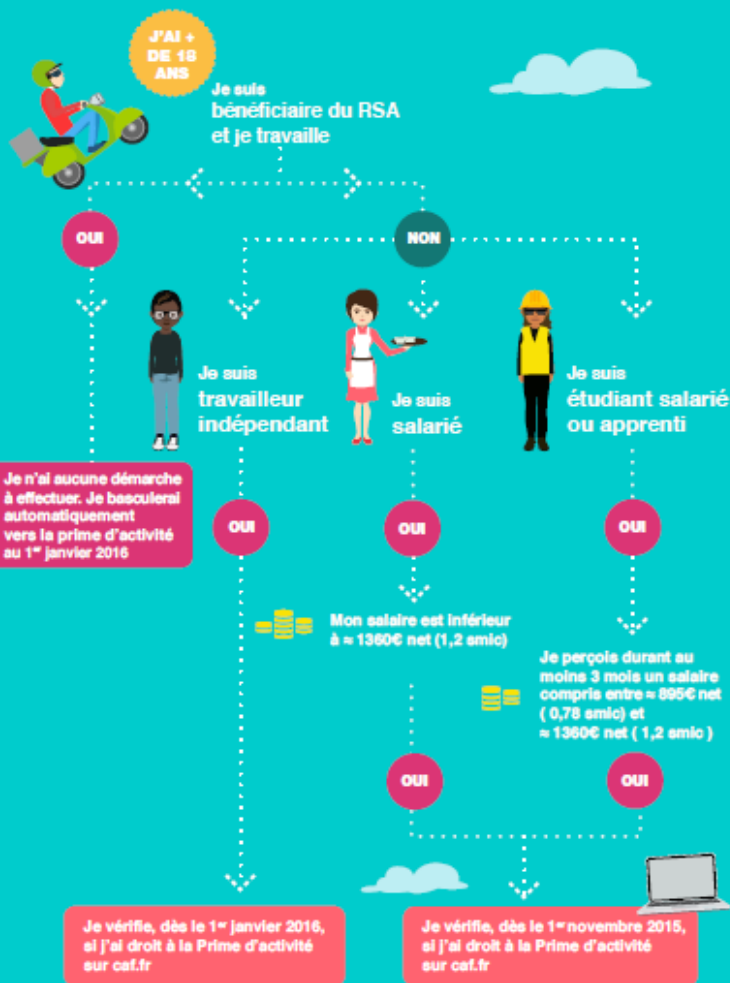 J'AI +
DE 18
ANS
Je suis
bénéficiaire du RSA
et je travaille
OUI
NON
Je suis
travailleur
indépendant
Je suis
salarié
Je suis
étudiant salarié
ou apprenti
Je n'ai aucune démarche
à effectuer. Je basculerai
automatiquement
vers la prime d'activité
au 1er janvier 2016
OUI
OUI
OUI
Mon salaire est inférieur
à ≈ 1360€ net (1,2 smic)
Je perçois durant au
moins 3 mois un salaire
compris entre ≈ 895€ net
( 0,78 smic) et
≈ 1360€ net ( 1,2 smic )
OUI
OUI
Je vérifie, dès le 1er janvier 2016,
si j'ai droit à la Prime d'activité
sur caf.fr
Je vérifie, dès le 1er novembre 2015,
si j'ai droit à la Prime d'activité
sur caf.fr